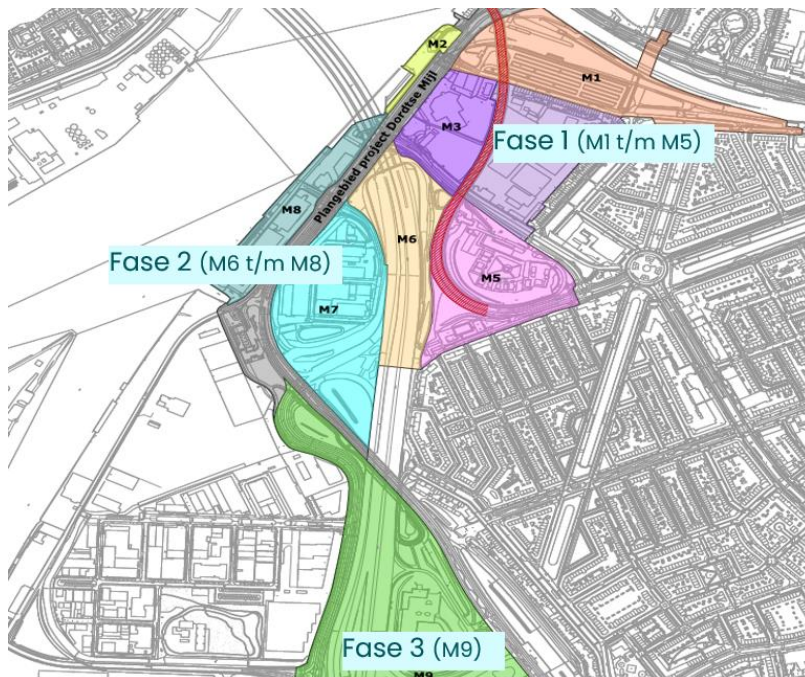 M2
M1
Plangebied project Dordtse Mijl
M3
Fase 1 (M1 t/m M5)
M8
M6
Fase 2 (M6 t/m M8)
M5
M7
Fase 3 (M9)
M9